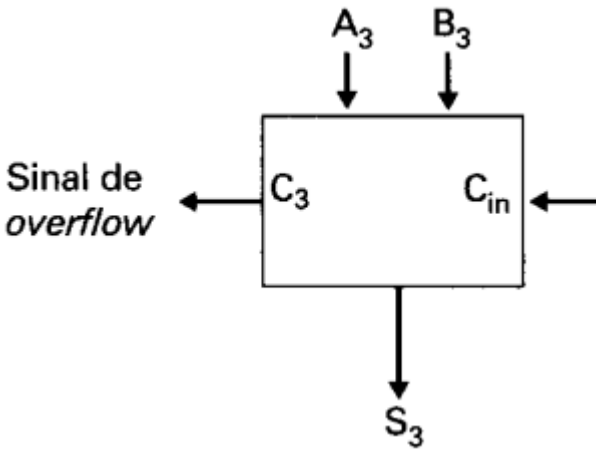 A₃ B₃
Sinal de
overflow
C₃ Cᵢₙ
S₃